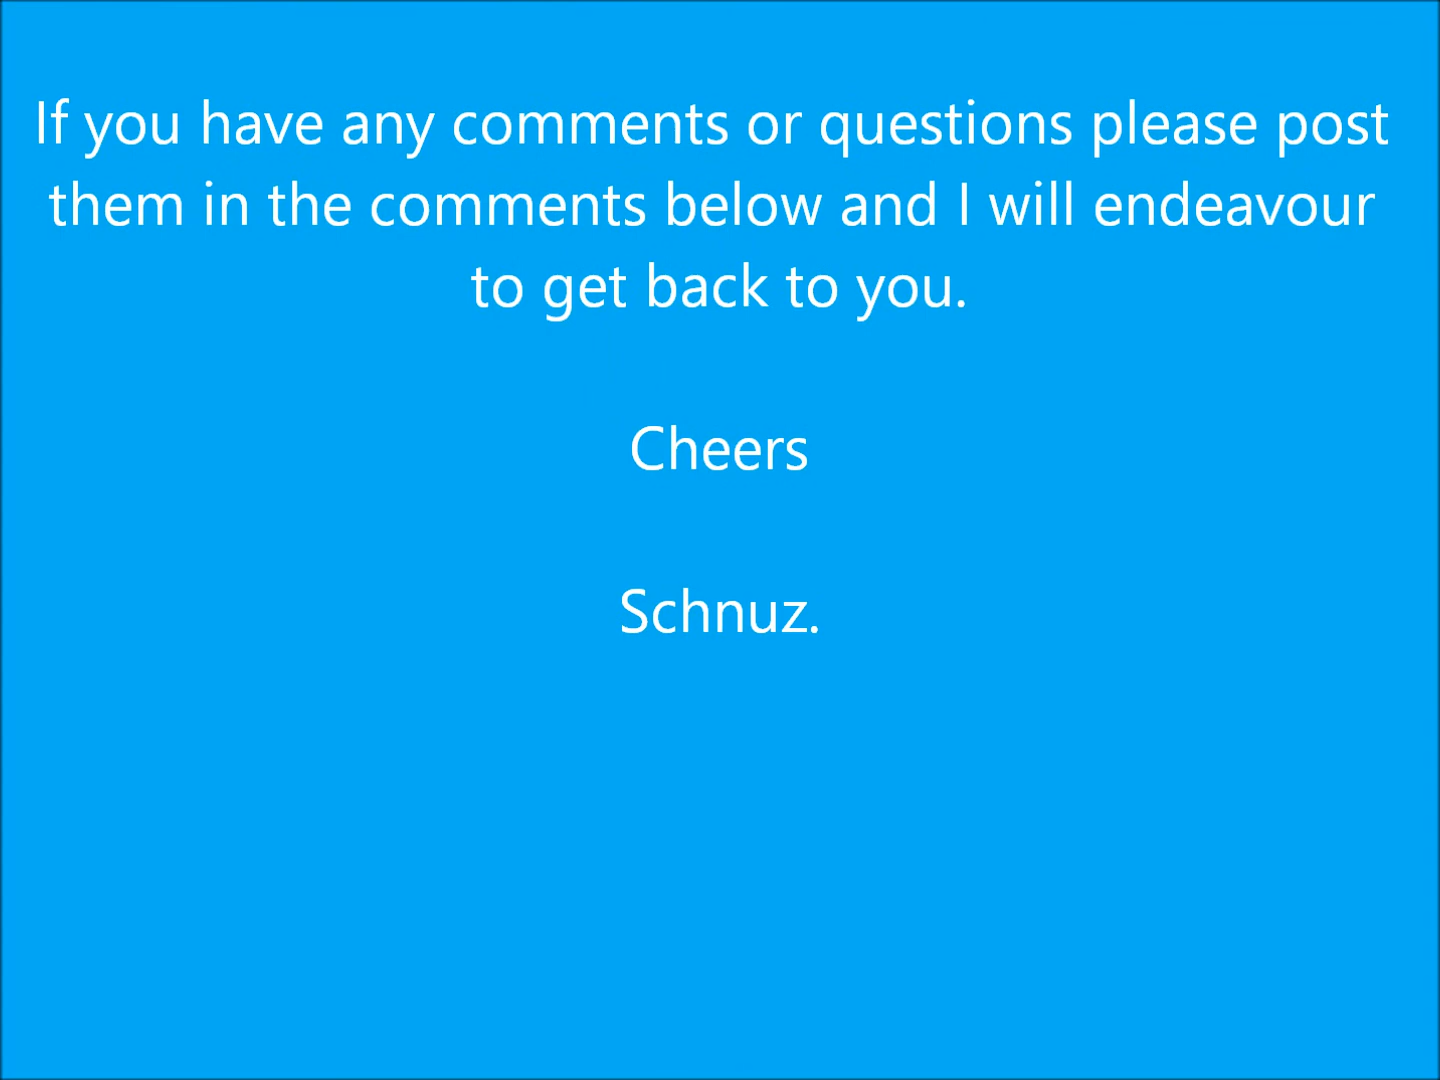 If you have any comments or questions please post
them in the comments below and I will endeavour
to get back to you.
Cheers
Schnuz.